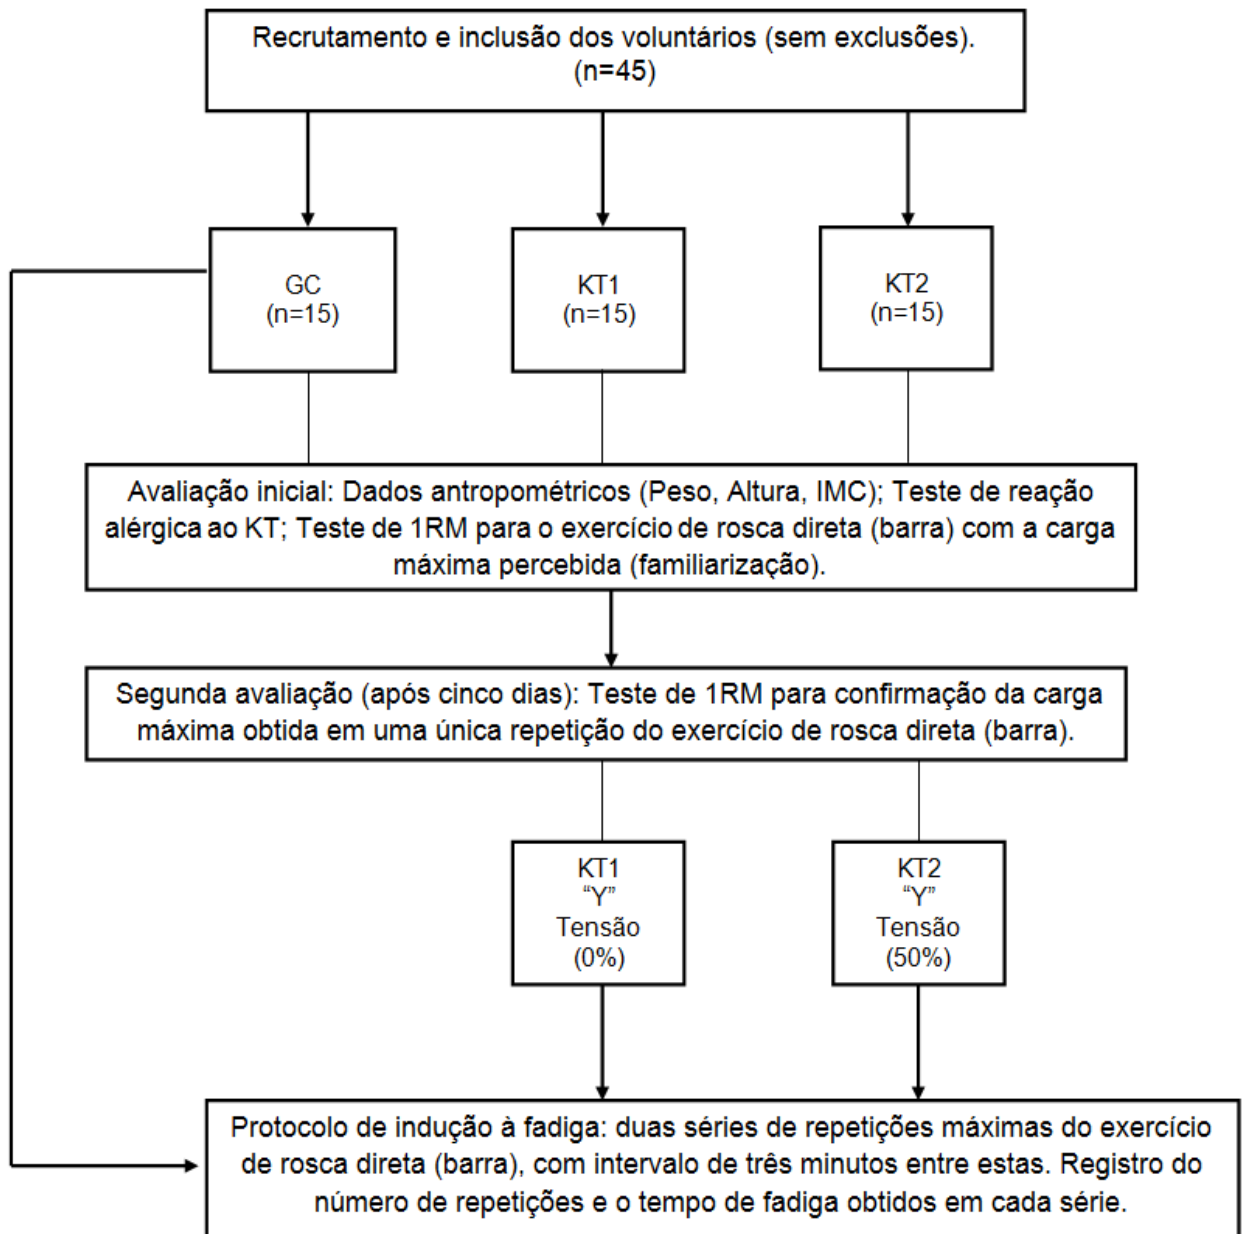 Recrutamento e inclusão dos voluntários (sem exclusões).
(n=45)
GC
(n=15)
KT1
(n=15)
KT2
(n=15)
Avaliação inicial: Dados antropométricos (Peso, Altura, IMC); Teste de reação
alérgica ao KT; Teste de 1RM para o exercício de rosca direta (barra) com a carga
máxima percebida (familiarização).
Segunda avaliação (após cinco dias): Teste de 1RM para confirmação da carga
máxima obtida em uma única repetição do exercício de rosca direta (barra).
KT1
“Y”
Tensão
(0%)
KT2
“Y”
Tensão
(50%)
Protocolo de indução à fadiga: duas séries de repetições máximas do exercício
de rosca direta (barra), com intervalo de três minutos entre estas. Registro do
número de repetições e o tempo de fadiga obtidos em cada série.